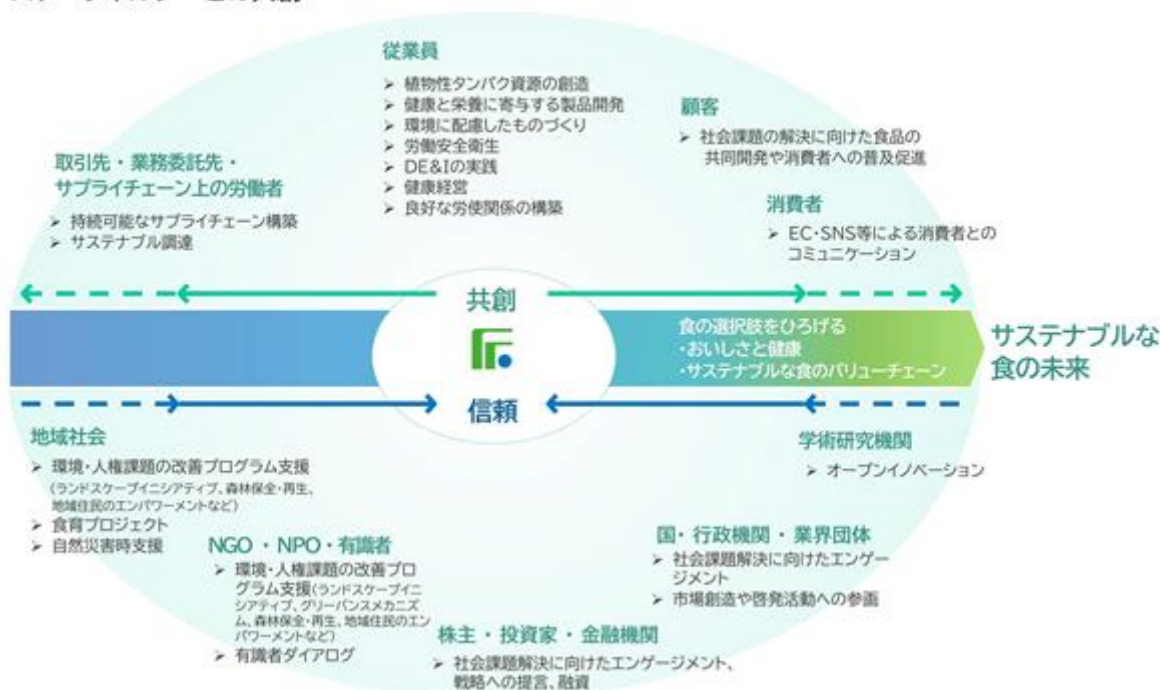 従業員
➤ 植物性タンパク資源の創造
➤ 健康と栄養に寄与する製品開発
➤ 環境に配慮したものづくり
➤ 労働安全衛生
➤ DE&Iの実践
➤ 健康経営
➤ 良好な労使関係の構築
顧客
➤ 社会課題の解決に向けた食品の
共同開発や消費者への普及促進
取引先・業務委託先・
サプライチェーン上の労働者
➤ 持続可能なサプライチェーン構築
➤ サステナブル調達
消費者
➤ EC・SNS等による消費者との
コミュニケーション
共創
食の選択肢をひろげる
・おいしさと健康
・サステナブルな食のバリューチェーン
サステナブルな
食の未来
信頼
地域社会
➤ 環境・人権課題の改善プログラム支援
(ランドスケープイニシアティブ、森林保全・再生、
地域住民のエンパワーメントなど)
➤ 食育プロジェクト
➤ 自然災害時支援
学術研究機関
➤ オープンイノベーション
NGO・NPO・有識者
➤ 環境・人権課題の改善プロ
グラム支援(ランドスケープイニ
シアティブ、グリーバンスメカニズ
ム、森林保全・再生、地域住民のエン
パワーメントなど)
➤ 有識者ダイアログ
国・行政機関・業界団体
➤ 社会課題解決に向けたエンゲー
ジメント
➤ 市場創造や啓発活動への参画
株主・投資家・金融機関
➤ 社会課題解決に向けたエンゲージメント、
戦略への提言、融資